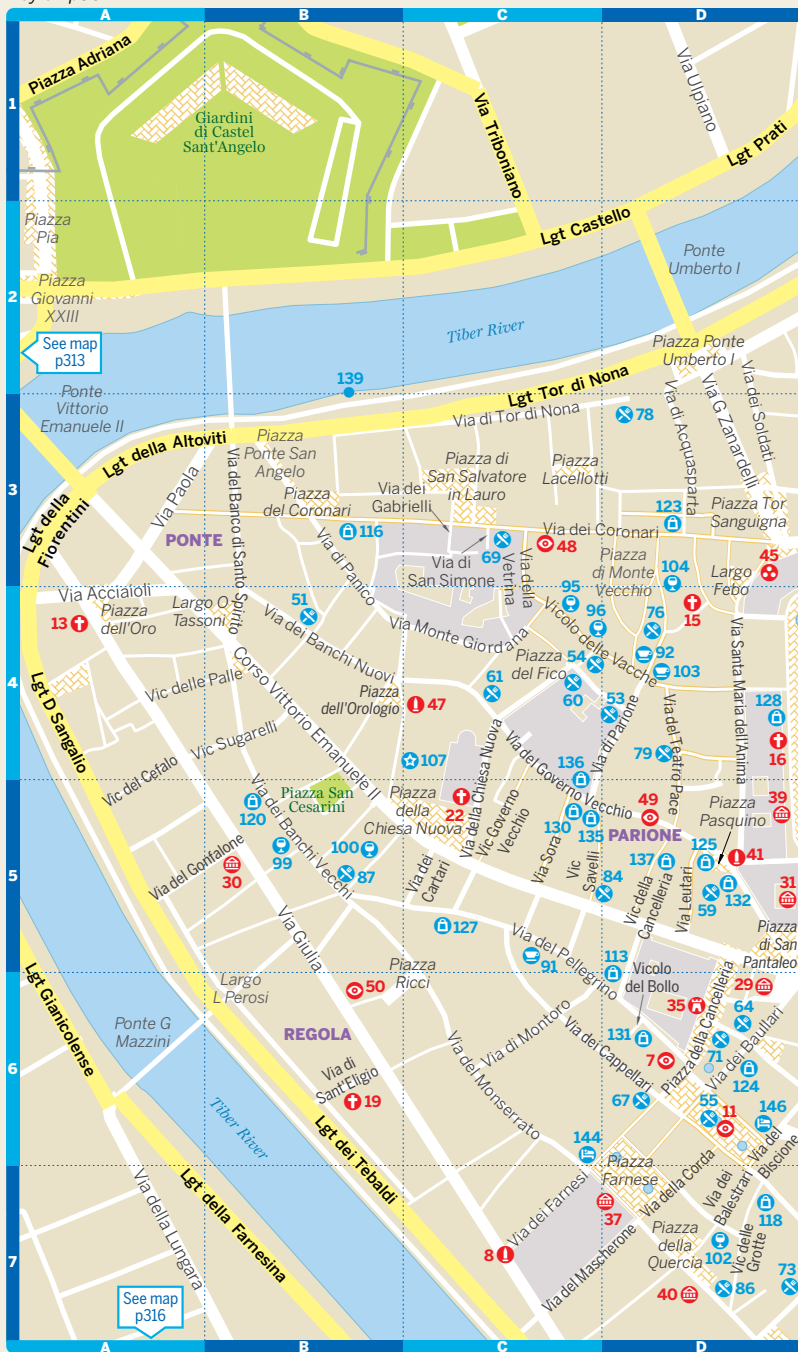 A
B
C
D
1
Piazza Adriana
Giardini
di Castel
Sant'Angelo
Via Triboniano
Via Ulpiano
Lgt Prati
Piazza
Pia
Lgt Castello
Ponte
Umberto I
2
Piazza
Giovanni
XXIII
See map
p313
Tiber River
Piazza Ponte
Umberto I
139
Ponte
Vittorio
Emanuele II
Lgt Tor di Nona
Via di Tor di Nona
78
Via di Acquasparta
Via G Zanardelli
Via dei Soldati
Lgt della Altoviti
Piazza
Ponte San
Angelo
3
Lgt della
Fiorentini
Via Paola
Via del Banco di Santo Spirito
Piazza
del Coronari
Via dei
Gabrielli
Piazza di
San Salvatore
in Lauro
Piazza
Lacellotti
123
Piazza Tor
Sanguigna
PONTE
116
Via di Panico
Via di
San Simone
69
Via della
Vetrina
48
Via dei Coronari
Piazza
di Monte
Vecchio
104
45
Largo
Febo
Via Acciaioli
13
Piazza
dell'Oro
Largo O
Tassoni
51
Via dei Banchi Nuovi
Via Monte Giordana
95
96
Vicolo delle Vacche
76
15
92
103
4
Vic delle Palle
Corso Vittorio Emanuele II
Piazza
dell'Orologio
47
61
Piazza
del Fico
54
60
53
Via di Parione
Via del Teatro Pace
Via Santa Maria dell'Anima
128
16
Lgt D Sangalio
Vic Sugarelli
Vic del Cefalo
107
Via della Chiesa Nuova
Via del Governo Vecchio
136
79
120
Piazza San
Cesarini
Piazza
della
Chiesa Nuova
22
Vic Governo
Vecchio
130
135
49
PARIONE
Piazza
Pasquino
39
Via dei Banchi Vecchi
Via del Gonfalone
30
99
100
87
5
Via dei
Cartari
Via Sora
Vic
Savelli
84
137
Vic della
Cancelleria
Via Leutari
125
41
59
132
31
Via Giulia
127
Via del Pellegrino
91
113
Piazza
di San
Pantaleo
Lgt Gianicolense
Largo
L Perosi
50
Piazza
Ricci
Vicolo
del Bollo
35
Piazza della Cancelleria
29
64
Ponte G
Mazzini
REGOLA
Via di Montoro
Via dei Cappellari
131
7
71
Via dei Baullari
124
6
Via di
Sant'Eligio
19
Via del Monserrato
67
55
11
146
Tiber River
Lgt dei Tebaldi
144
Piazza
Farnese
Via della Corda
Via dei
Balestrari
Via del
Biscione
Via della Lungara
Lgt della Farnesina
Via dei Farnesi
37
118
8
Via del Mascherone
Piazza
della
Quercia
102
Vic delle
Grotte
7
73
40
86
See map
p316
A
B
C
D